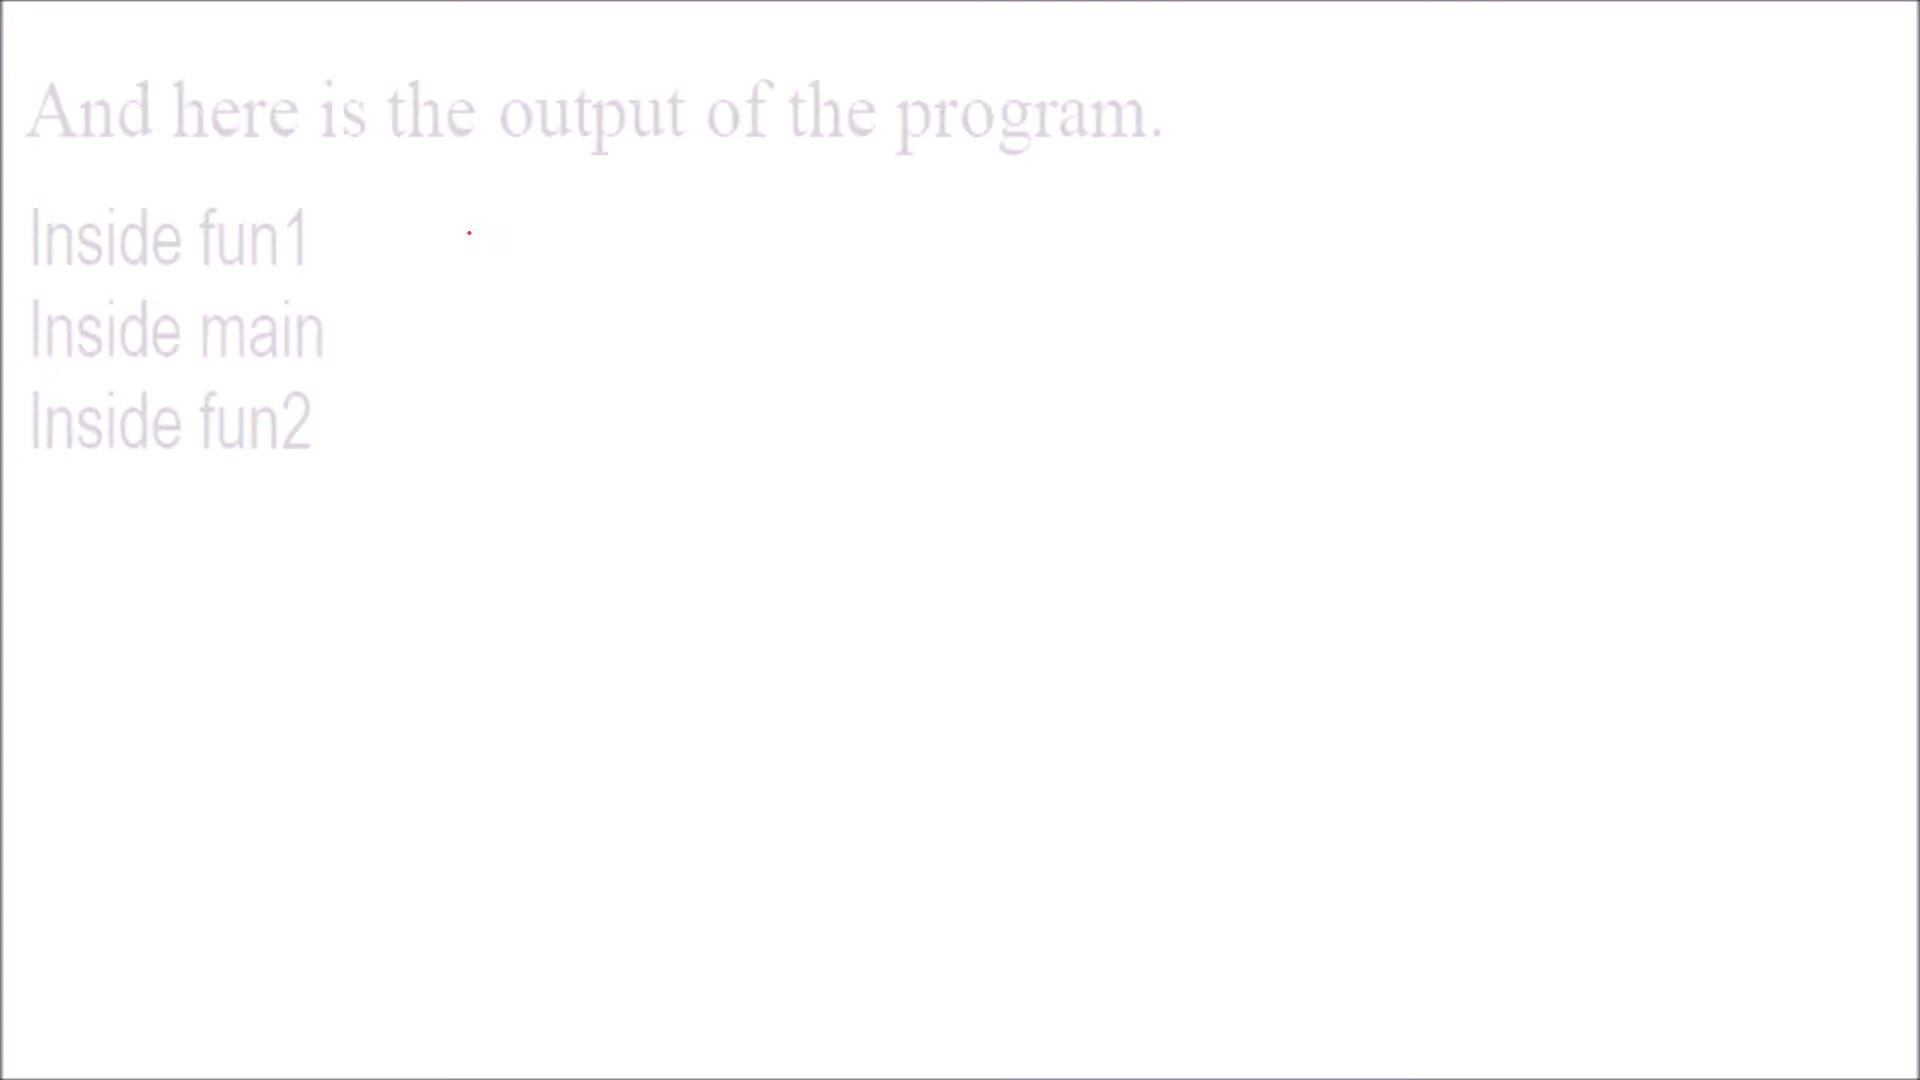 And here is the output of the program.
Inside fun1
Inside main
Inside fun2